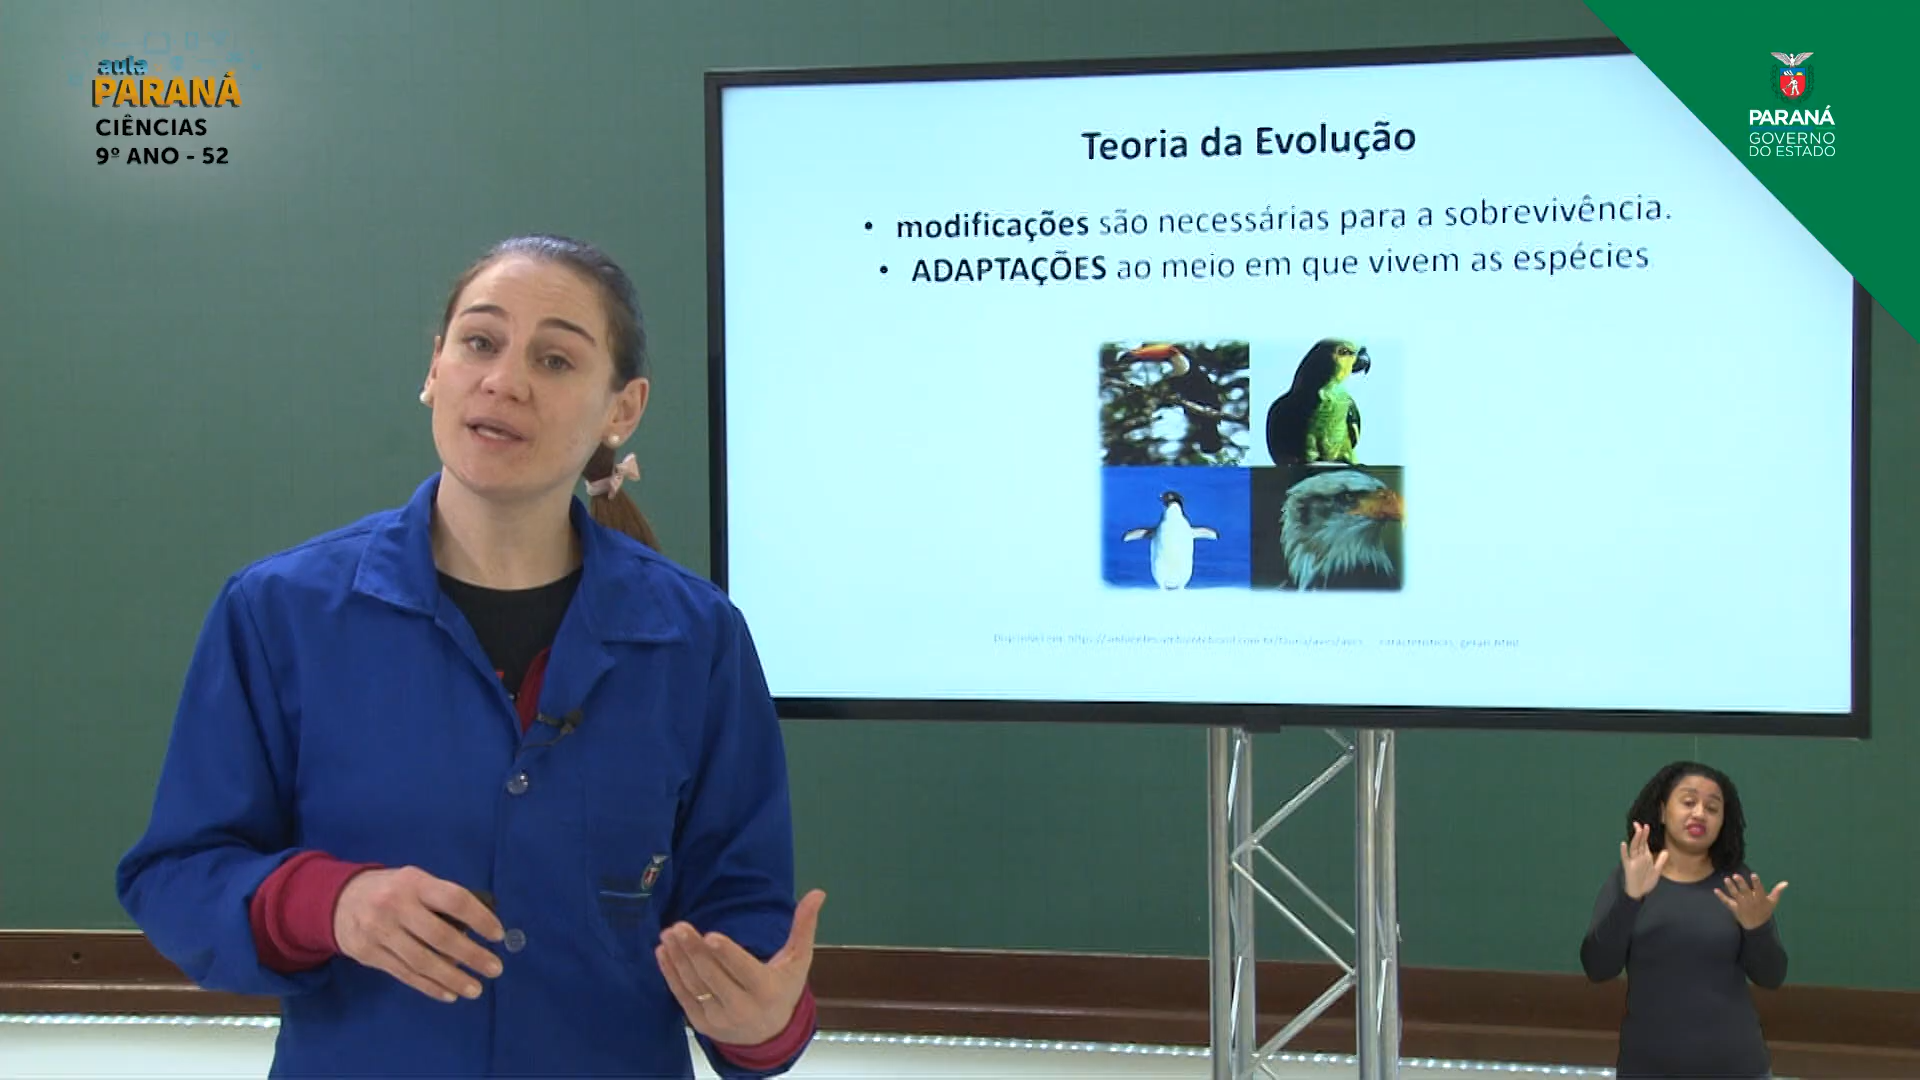 aula
PARANÁ
CIÊNCIAS
9º ANO - 52
PARANÁ
GOVERNO
DO ESTADO
Teoria da Evolução
• modificações são necessárias para a sobrevivência.
• ADAPTAÇÕES ao meio em que vivem as espécies